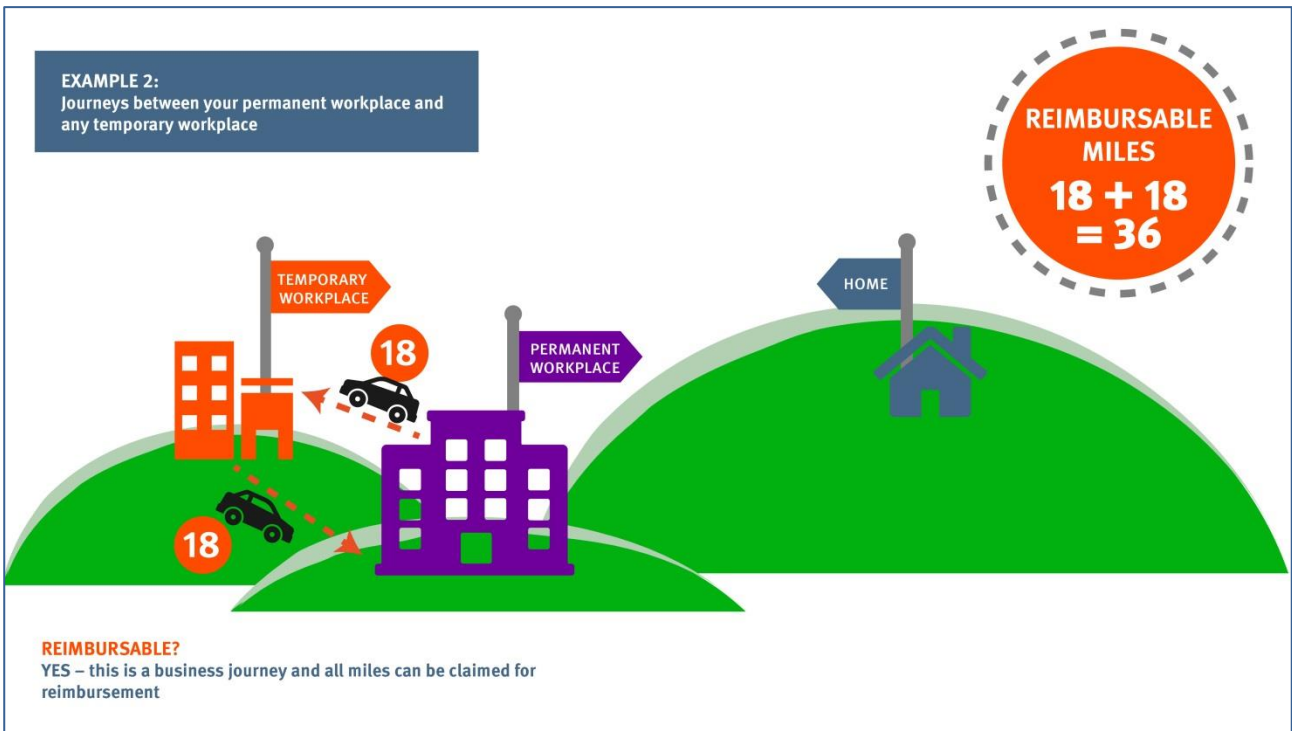 EXAMPLE 2:
Journeys between your permanent workplace and
any temporary workplace
REIMBURSABLE
MILES
18 + 18
= 36
TEMPORARY
WORKPLACE
HOME
18
PERMANENT
WORKPLACE
18
REIMBURSABLE?
YES – this is a business journey and all miles can be claimed for
reimbursement